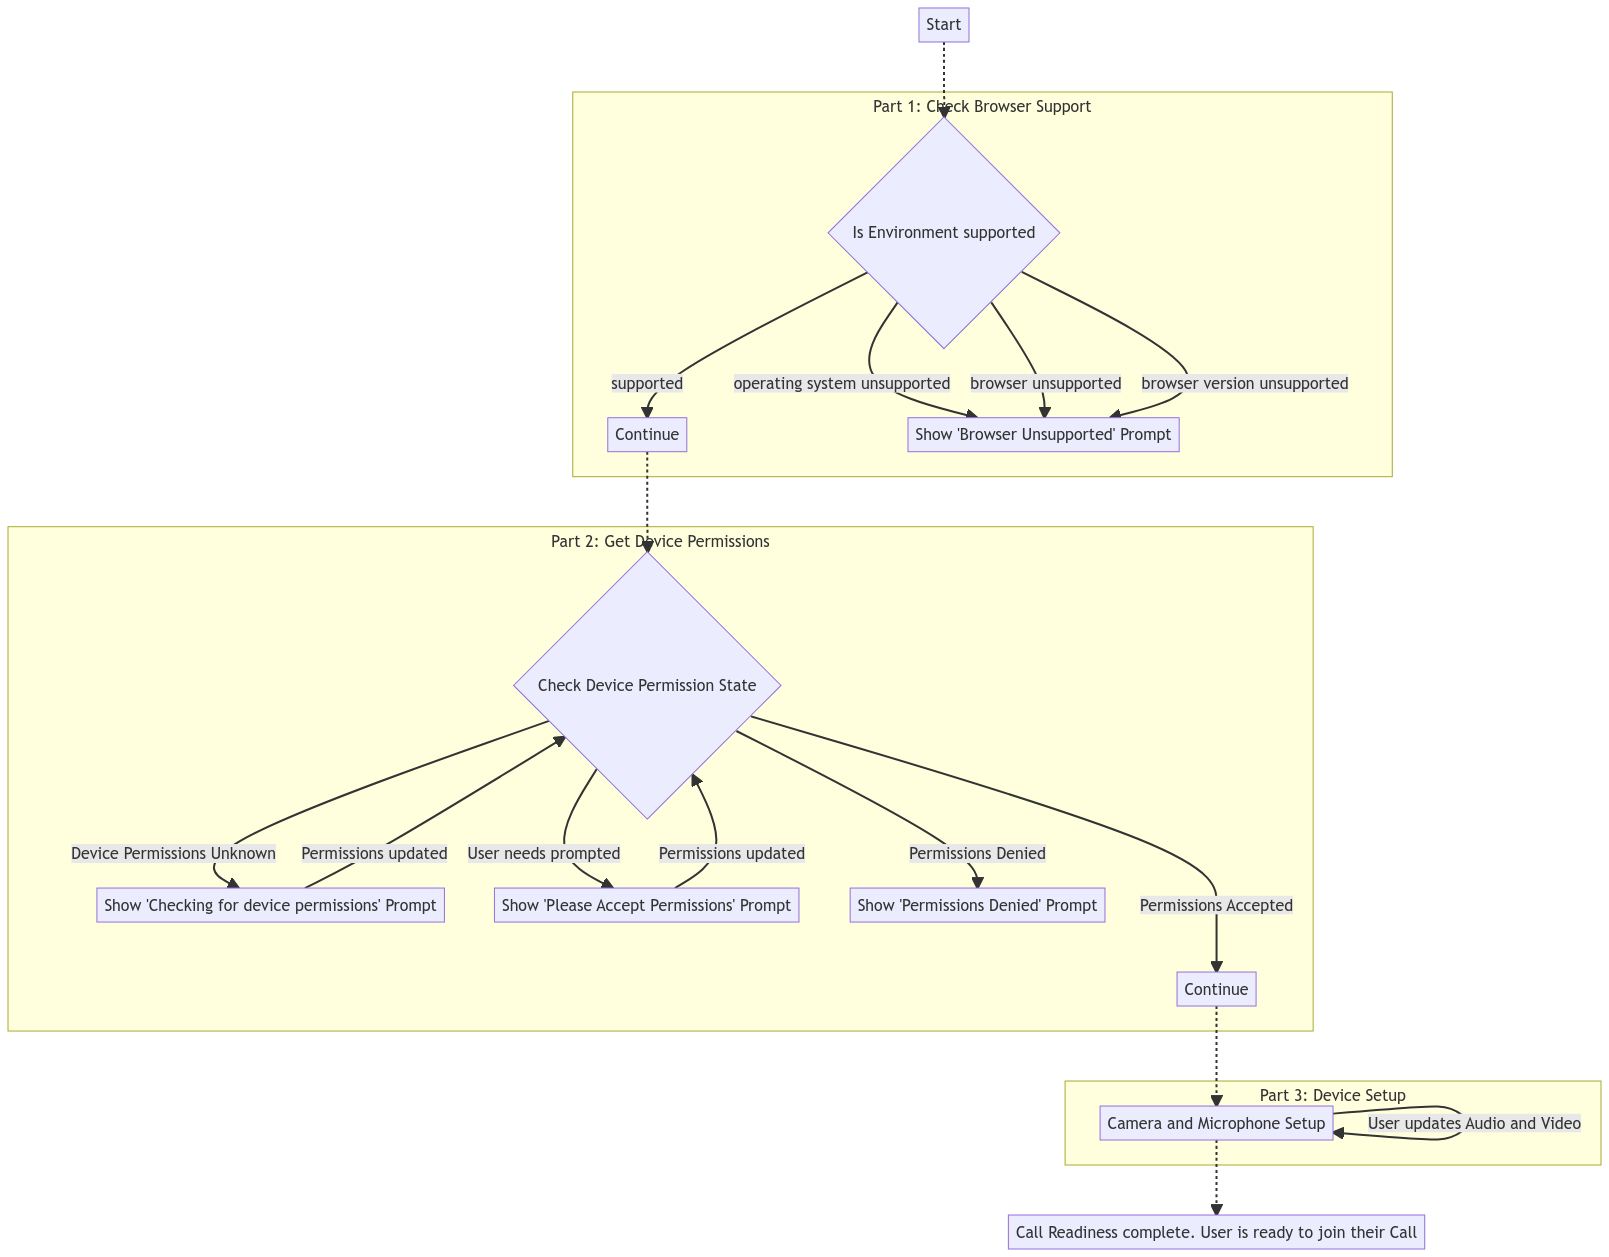 Start
Part 1: Check Browser Support
Is Environment supported
supported
operating system unsupported
browser unsupported
browser version unsupported
Continue
Show 'Browser Unsupported' Prompt
Part 2: Get Device Permissions
Check Device Permission State
Device Permissions Unknown
Permissions updated
User needs prompted
Permissions updated
Permissions Denied
Show 'Checking for device permissions' Prompt
Show 'Please Accept Permissions' Prompt
Show 'Permissions Denied' Prompt
Permissions Accepted
Continue
Part 3: Device Setup
Camera and Microphone Setup
User updates Audio and Video
Call Readiness complete. User is ready to join their Call